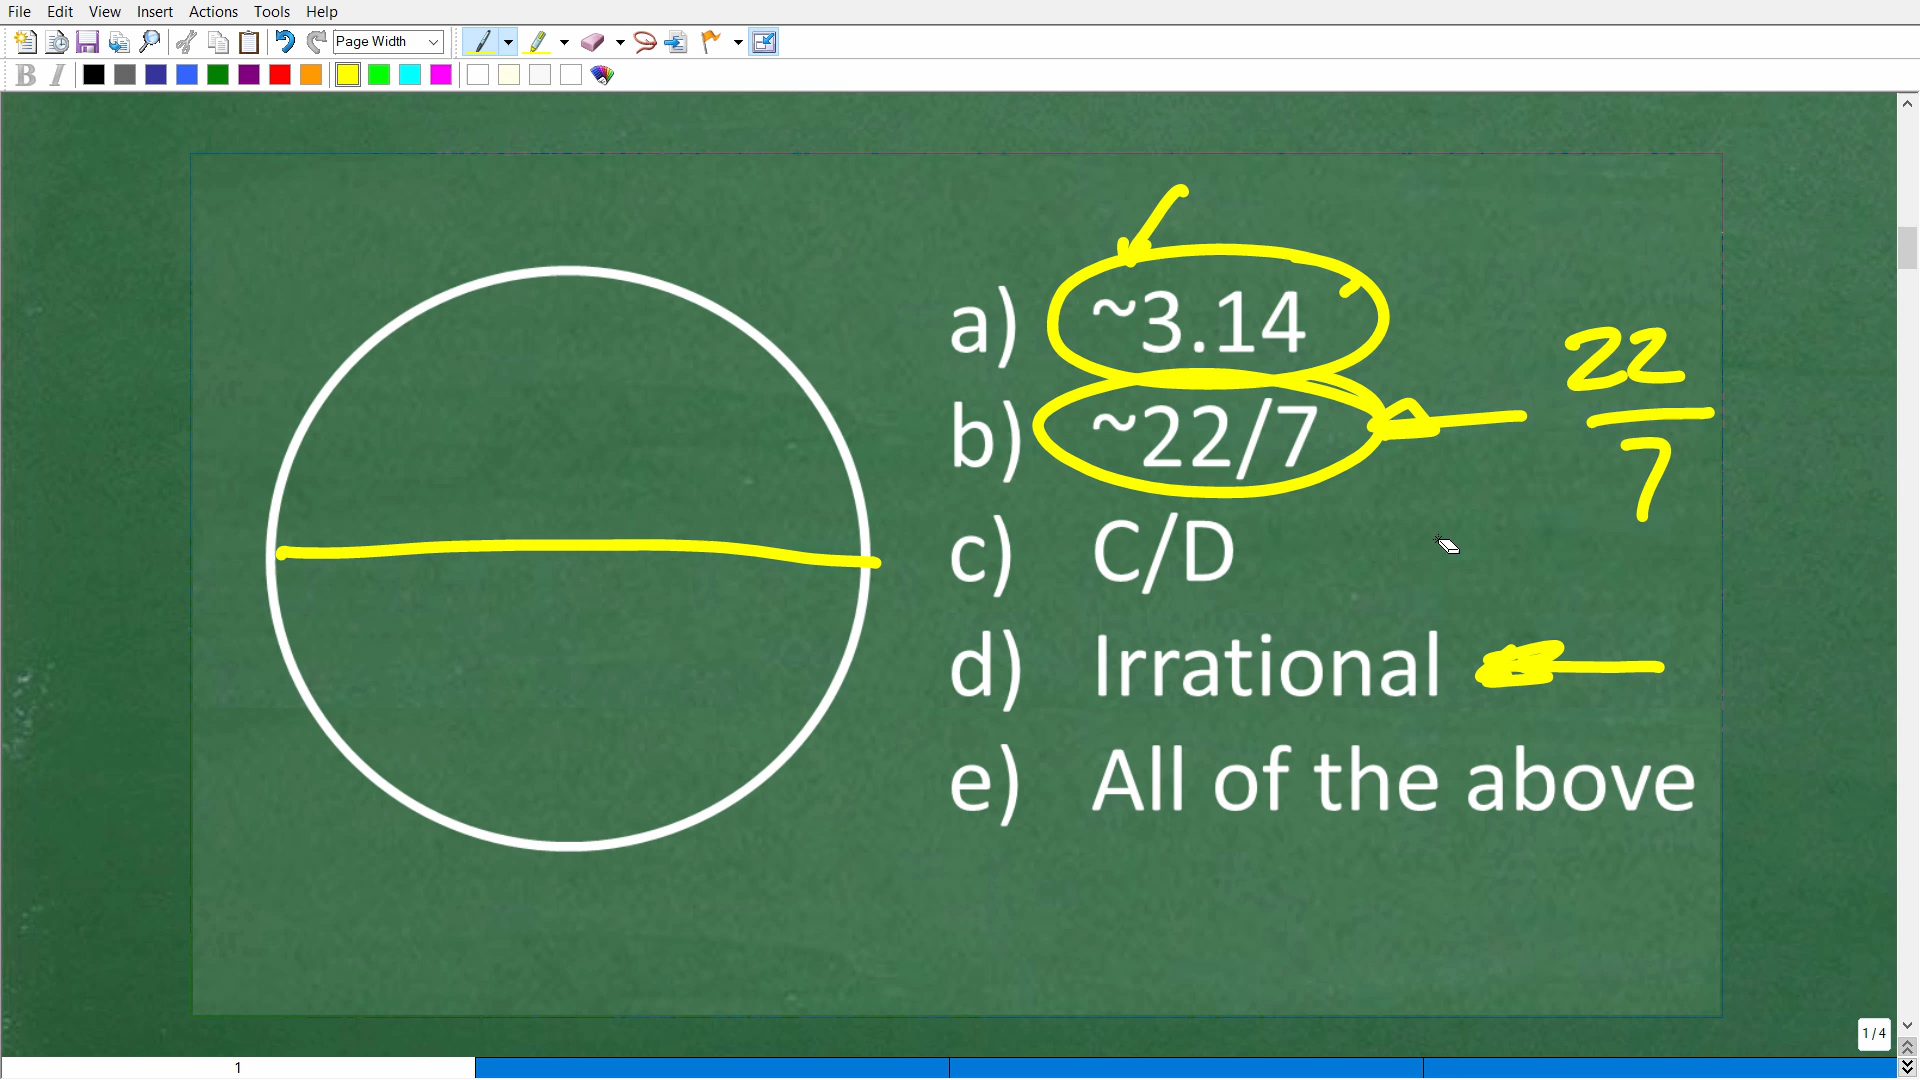 File Edit View Insert Actions Tools Help
Page Width
B I
a) ~3.14
b) ~22/7
22
7
c) C/D
d) Irrational
e) All of the above
1 / 4
1